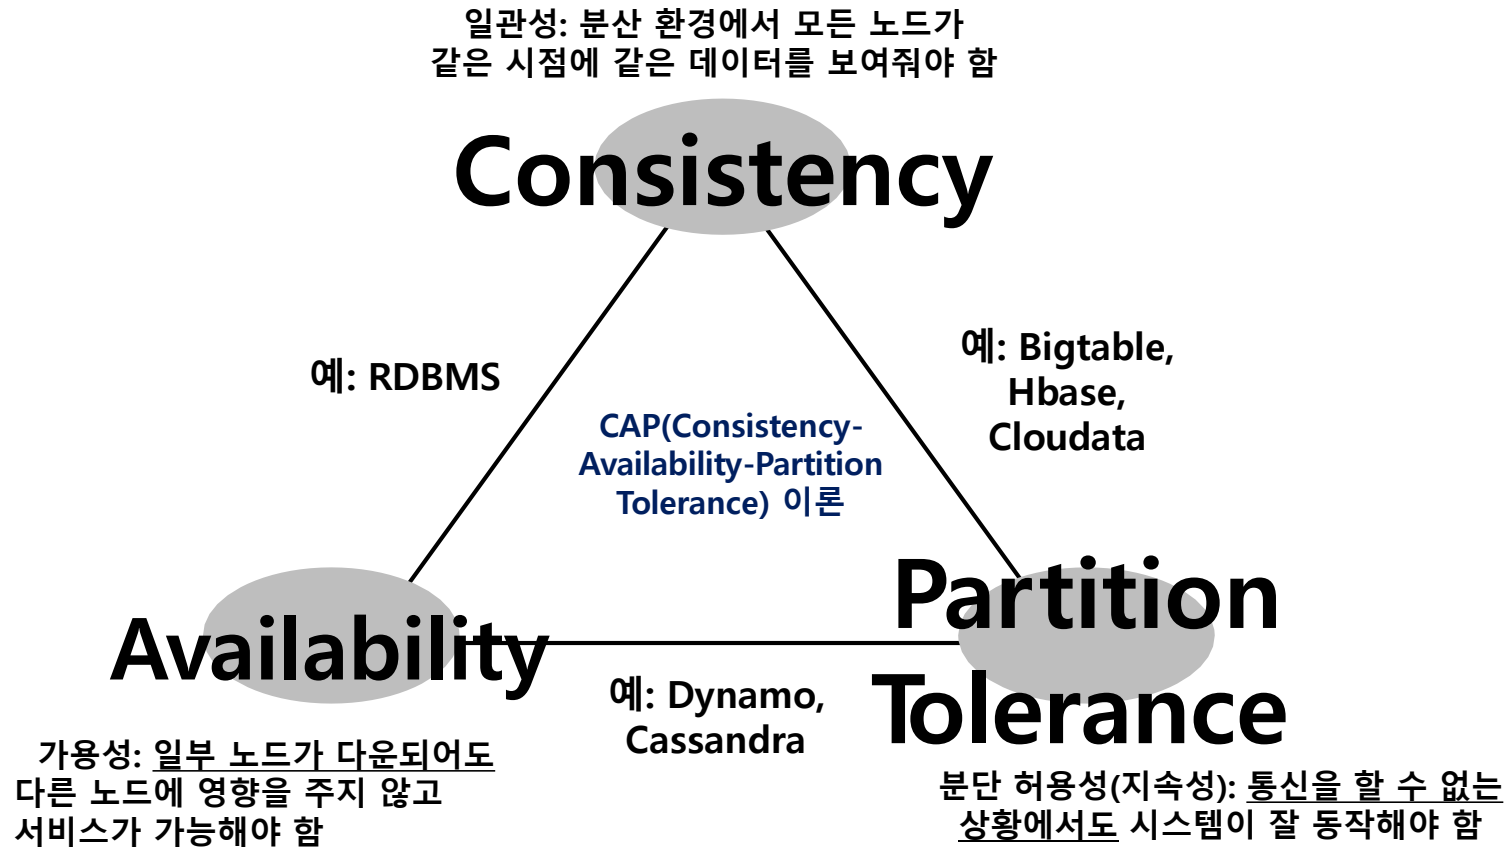 일관성: 분산 환경에서 모든 노드가
같은 시점에 같은 데이터를 보여줘야 함
Consistency
예: RDBMS
예: Bigtable,
Hbase,
Cloudata
CAP(Consistency-
Availability-Partition
Tolerance) 이론
Availability
Partition
Tolerance
예: Dynamo,
Cassandra
가용성: 일부 노드가 다운되어도
다른 노드에 영향을 주지 않고
서비스가 가능해야 함
분단 허용성(지속성): 통신을 할 수 없는
상황에서도 시스템이 잘 동작해야 함